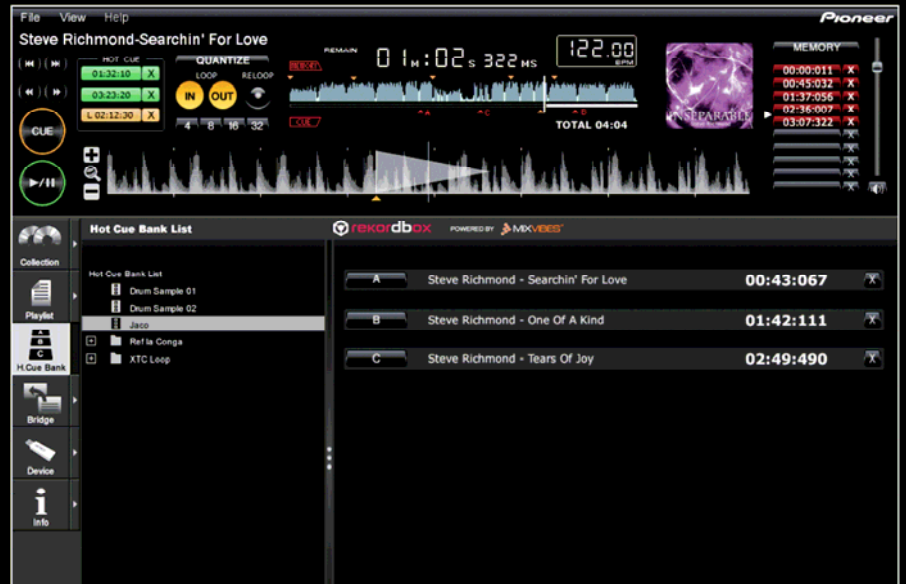 File View Help
Pioneer
Steve Richmond-Searchin' For Love
HOT CUE
01:32:10 X
03:23:20 X
L 02:12:30 X
QUANTIZE
LOOP RELOOP
IN OUT
4 8 16 32
REMAIN
01M:02s 322MS
122.00
BPM
MEMORY
CUE
A C D
TOTAL 04:04
INSEPARABLE
MEMORY
00:00:011 X
00:45:032 X
01:37:056 X
02:36:007 X
03:07:322 X
X
X
X
X
X
CUE
Hot Cue Bank List
rekordbox POWERED BY MIXVIBES
Collection
Playlist
A
B
C
H.Cue Bank
Bridge
Device
i
Info
Hot Cue Bank List
Drum Sample 01
Drum Sample 02
Jaco
Refla Conga
XTC Loop
A Steve Richmond - Searchin' For Love 00:43:067 X
B Steve Richmond - One Of A Kind 01:42:111 X
C Steve Richmond - Tears Of Joy 02:49:490 X